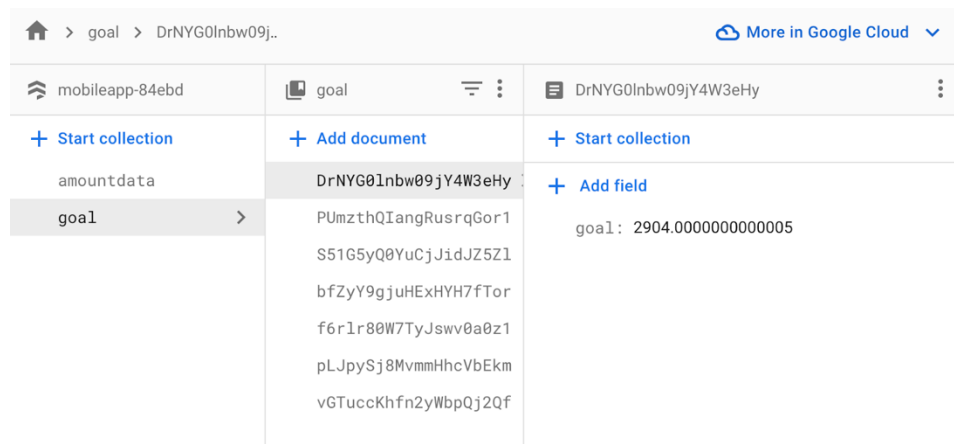 > goal > DrNYG0lnbw09j..
More in Google Cloud
mobileapp-84ebd
goal
DrNYG0lnbw09jY4W3eHy
+ Start collection
+ Add document
+ Start collection
amountdata
goal
DrNYG0lnbw09jY4W3eHy
PUmzthQIangRusrqGor1
S51G5yQ0YuCjJidJZ5Zl
bfZyY9gjuHExHYH7fTor
f6rlr80W7TyJswv0a0z1
pLJpySj8MvmmHhcVbEkm
vGTuccKhfn2yWbpQj2Qf
+ Add field
goal: 2904.0000000000005